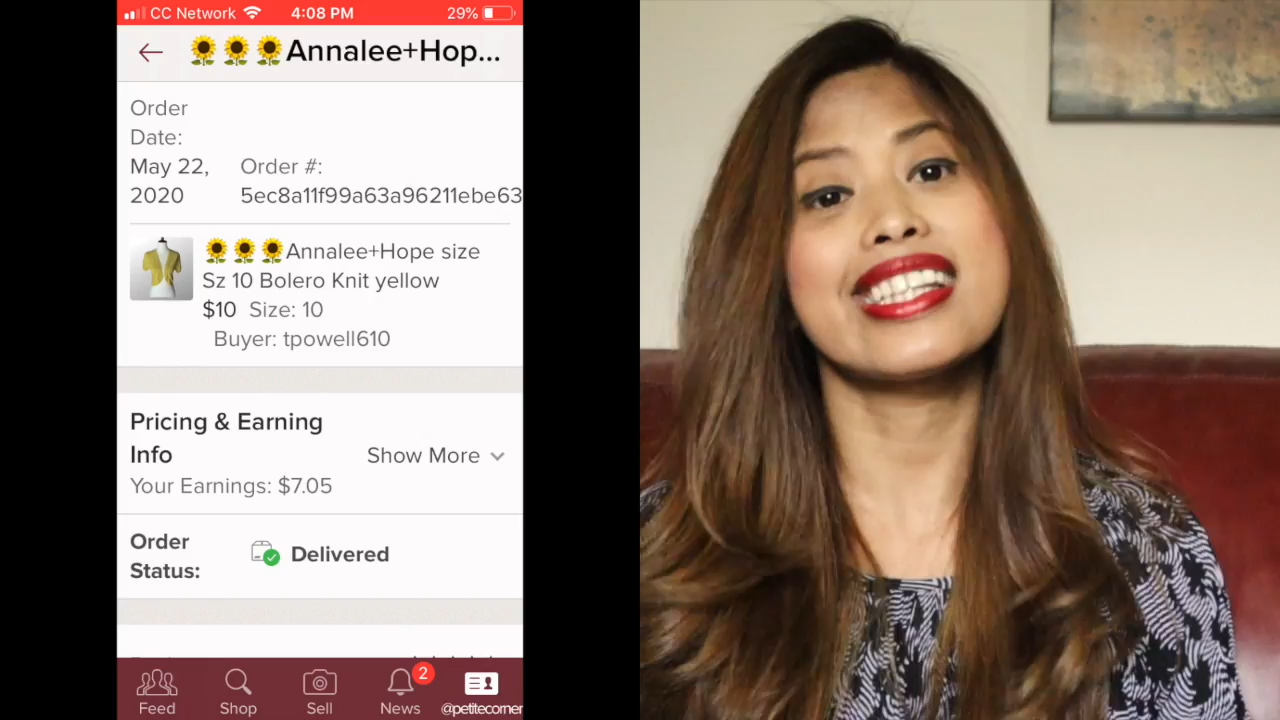 CC Network 4:08 PM 29%
🌻🌻🌻Annalee+Hop...
Order
Date:
May 22, Order #:
2020 5ec8a11f99a63a96211ebe63
🌻🌻🌻Annalee+Hope size
Sz 10 Bolero Knit yellow
$10 Size: 10
Buyer: tpowell610
Pricing & Earning
Info Show More
Your Earnings: $7.05
Order
Status: Delivered
2
Feed Shop Sell News @petitecorner